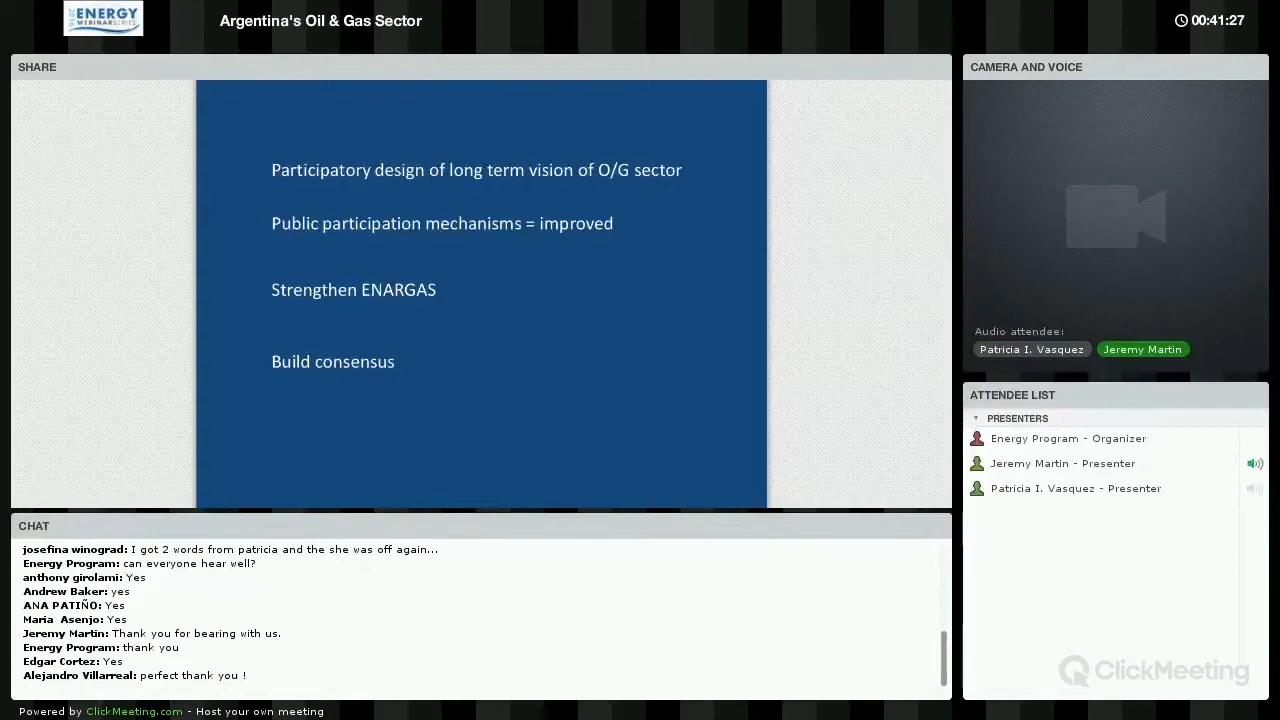 2016 ENERGY
WEBINAR SERIES
Argentina's Oil & Gas Sector
00:41:27
SHARE
Participatory design of long term vision of O/G sector
Public participation mechanisms = improved
Strengthen ENARGAS
Build consensus
CAMERA AND VOICE
Audio attendee:
Patricia I. Vasquez Jeremy Martin
ATTENDEE LIST
PRESENTERS
Energy Program - Organizer
Jeremy Martin - Presenter
Patricia I. Vasquez - Presenter
CHAT
josefina winograd: I got 2 words from patricia and the she was off again...
Energy Program: can everyone hear well?
anthony girolami: Yes
Andrew Baker: yes
ANA PATIÑO: Yes
Maria Asenjo: Yes
Jeremy Martin: Thank you for bearing with us.
Energy Program: thank you
Edgar Cortez: Yes
Alejandro Villarreal: perfect thank you !
ClickMeeting
Powered by ClickMeeting.com - Host your own meeting